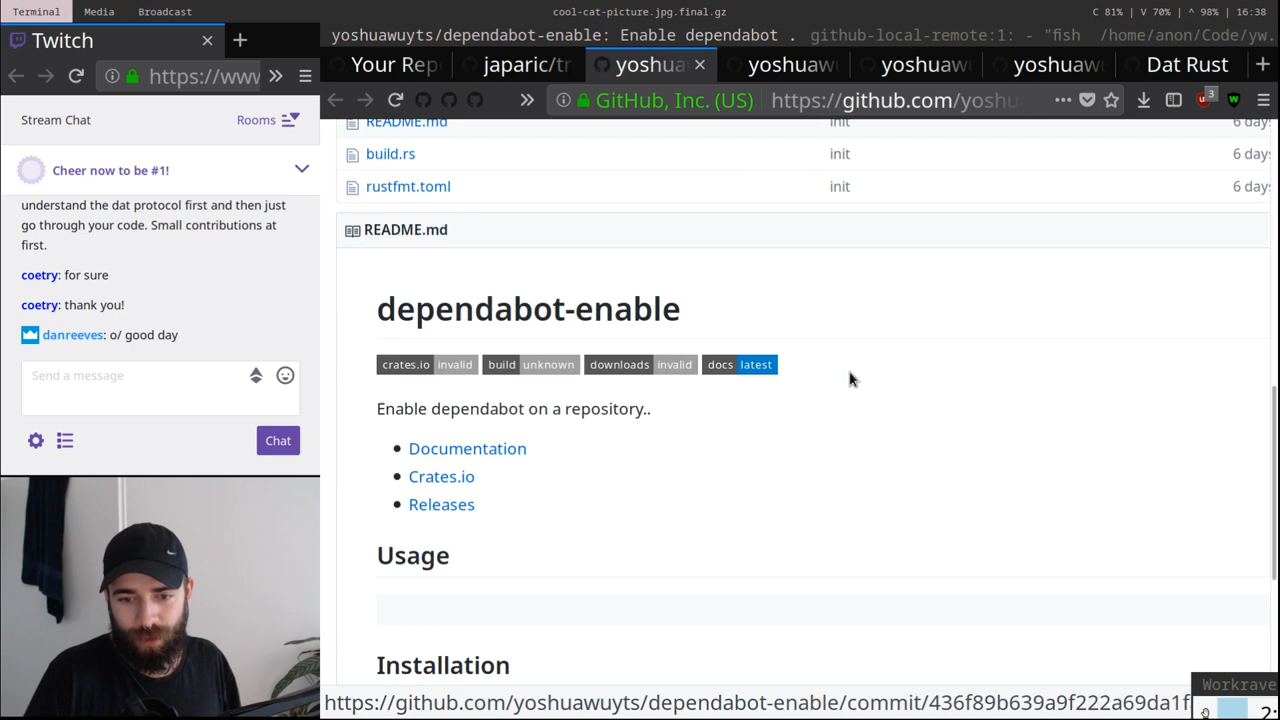 Terminal Media Broadcast cool-cat-picture.jpg.final.gz C 81% | V 70% | ^ 98% | 16:38
Twitch
https://www
Stream Chat Rooms
Cheer now to be #1!
understand the dat protocol first and then just
go through your code. Small contributions at
first.
coetry: for sure
coetry: thank you!
danreeves: o/ good day
Send a message
Chat
yoshuawuyts/dependabot-enable: Enable dependabot . github-local-remote:1: - "fish /home/anon/Code/yw.
Your Rep japaric/tr yoshua yoshuaw yoshuaw yoshuaw Dat Rust
GitHub, Inc. (US) https://github.com/yoshu 3
README.md init 6 days
build.rs init 6 days
rustfmt.toml init 6 days
README.md
dependabot-enable
crates.io invalid build unknown downloads invalid docs latest
Enable dependabot on a repository..
Documentation
Crates.io
Releases
Usage
Installation
https://github.com/yoshuawuyts/dependabot-enable/commit/436f89b639a9f222a69da1f
Workrave
2: